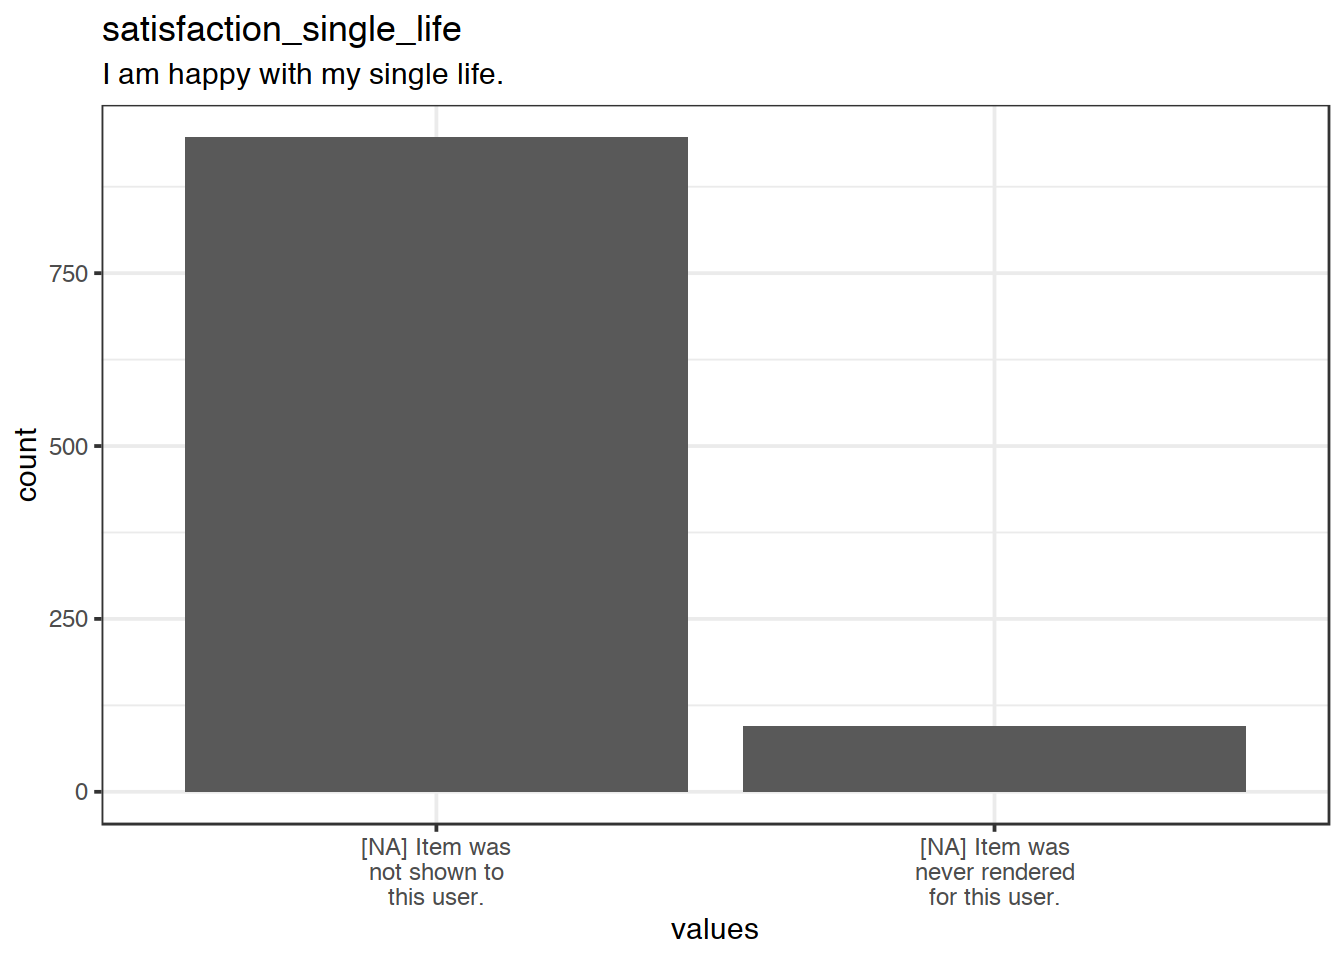 satisfaction_single_life
I am happy with my single life.
count
750
500
250
0
[NA] Item was
not shown to
this user.
[NA] Item was
never rendered
for this user.
values